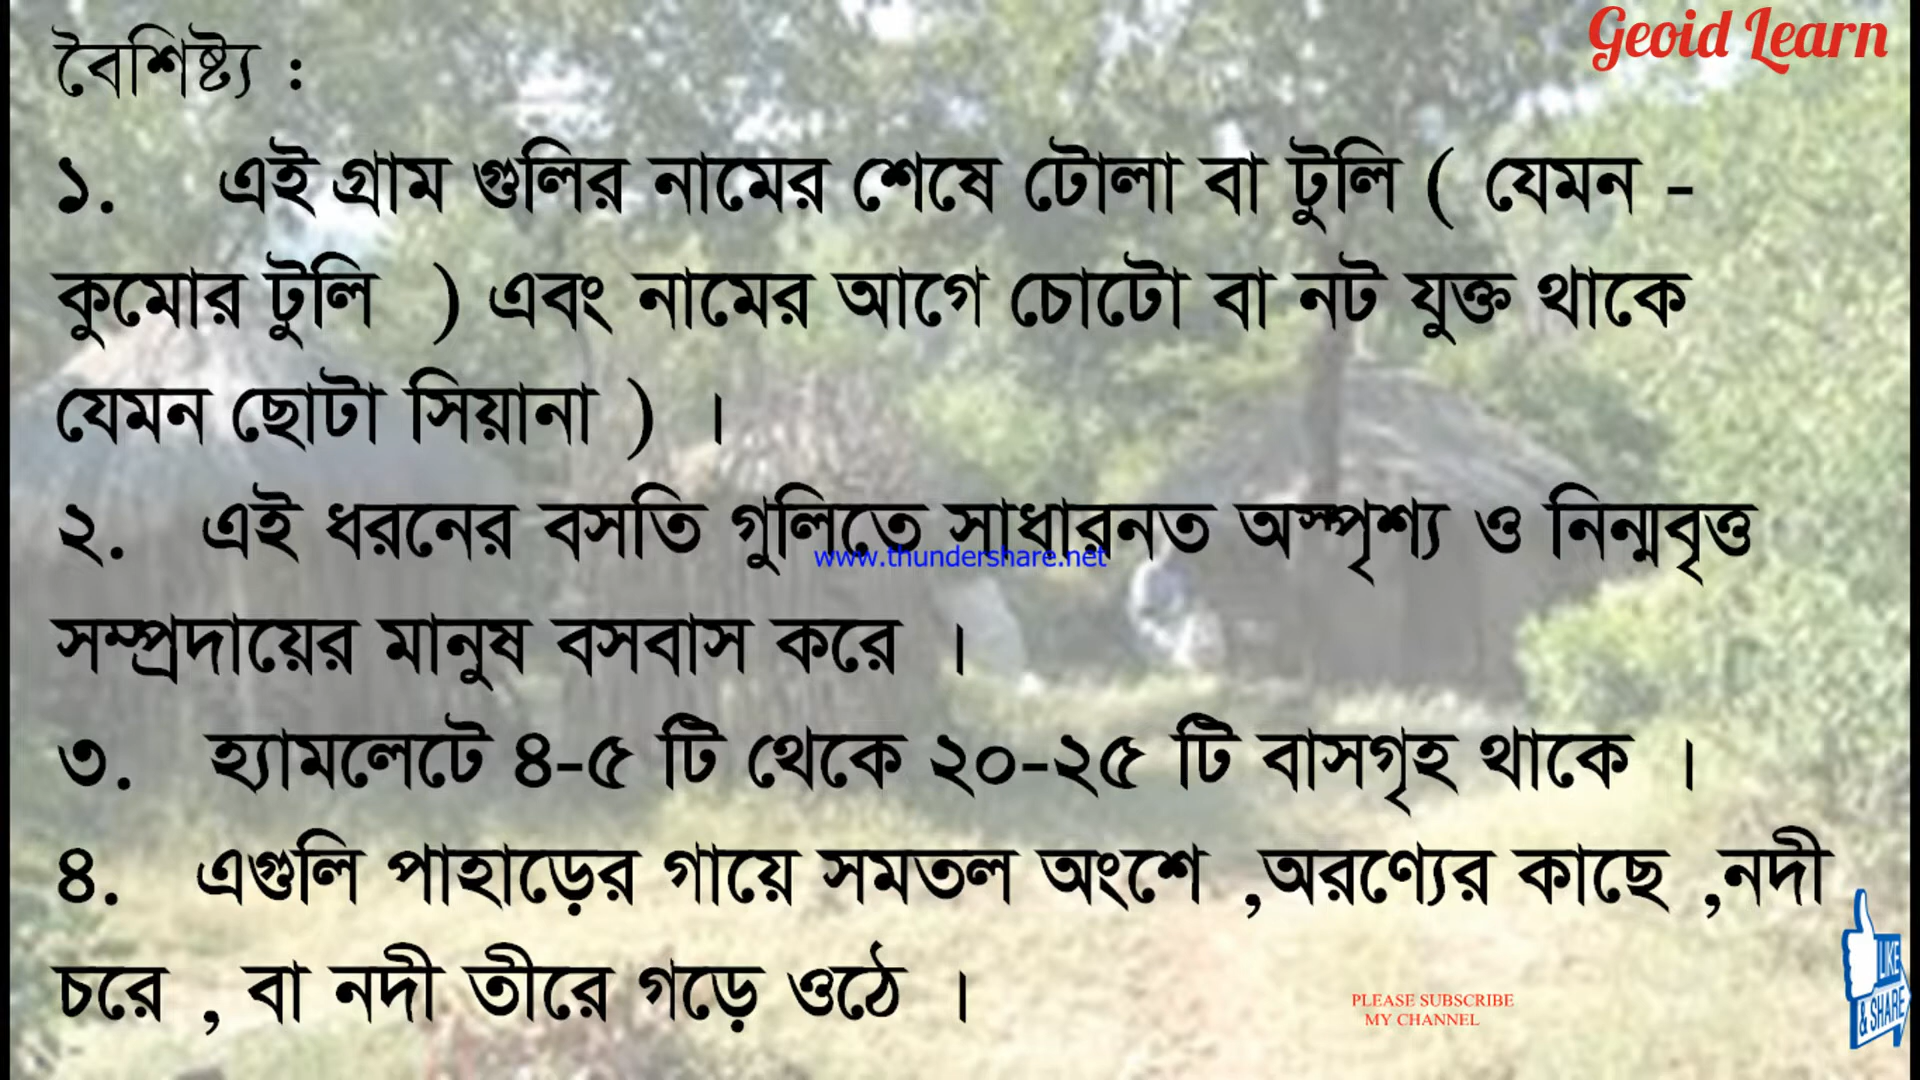 Geoid Learn
বৈশিষ্ট্য :
১. এই গ্রাম গুলির নামের শেষে টোলা বা টুলি ( যেমন -
কুমোর টুলি ) এবং নামের আগে চোটো বা নট যুক্ত থাকে
যেমন ছোটা সিয়ানা ) ।
২. এই ধরনের বসতি গুলিতে সাধারনত অস্পৃশ্য ও নিন্মবৃত্ত
www.thundershare.net
সম্প্রদায়ের মানুষ বসবাস করে ।
৩. হ্যামলেটে ৪-৫ টি থেকে ২০-২৫ টি বাসগৃহ থাকে ।
৪. এগুলি পাহাড়ের গায়ে সমতল অংশে ,অরণ্যের কাছে ,নদী
চরে , বা নদী তীরে গড়ে ওঠে ।
PLEASE SUBSCRIBE
MY CHANNEL
LIKE
& SHARE